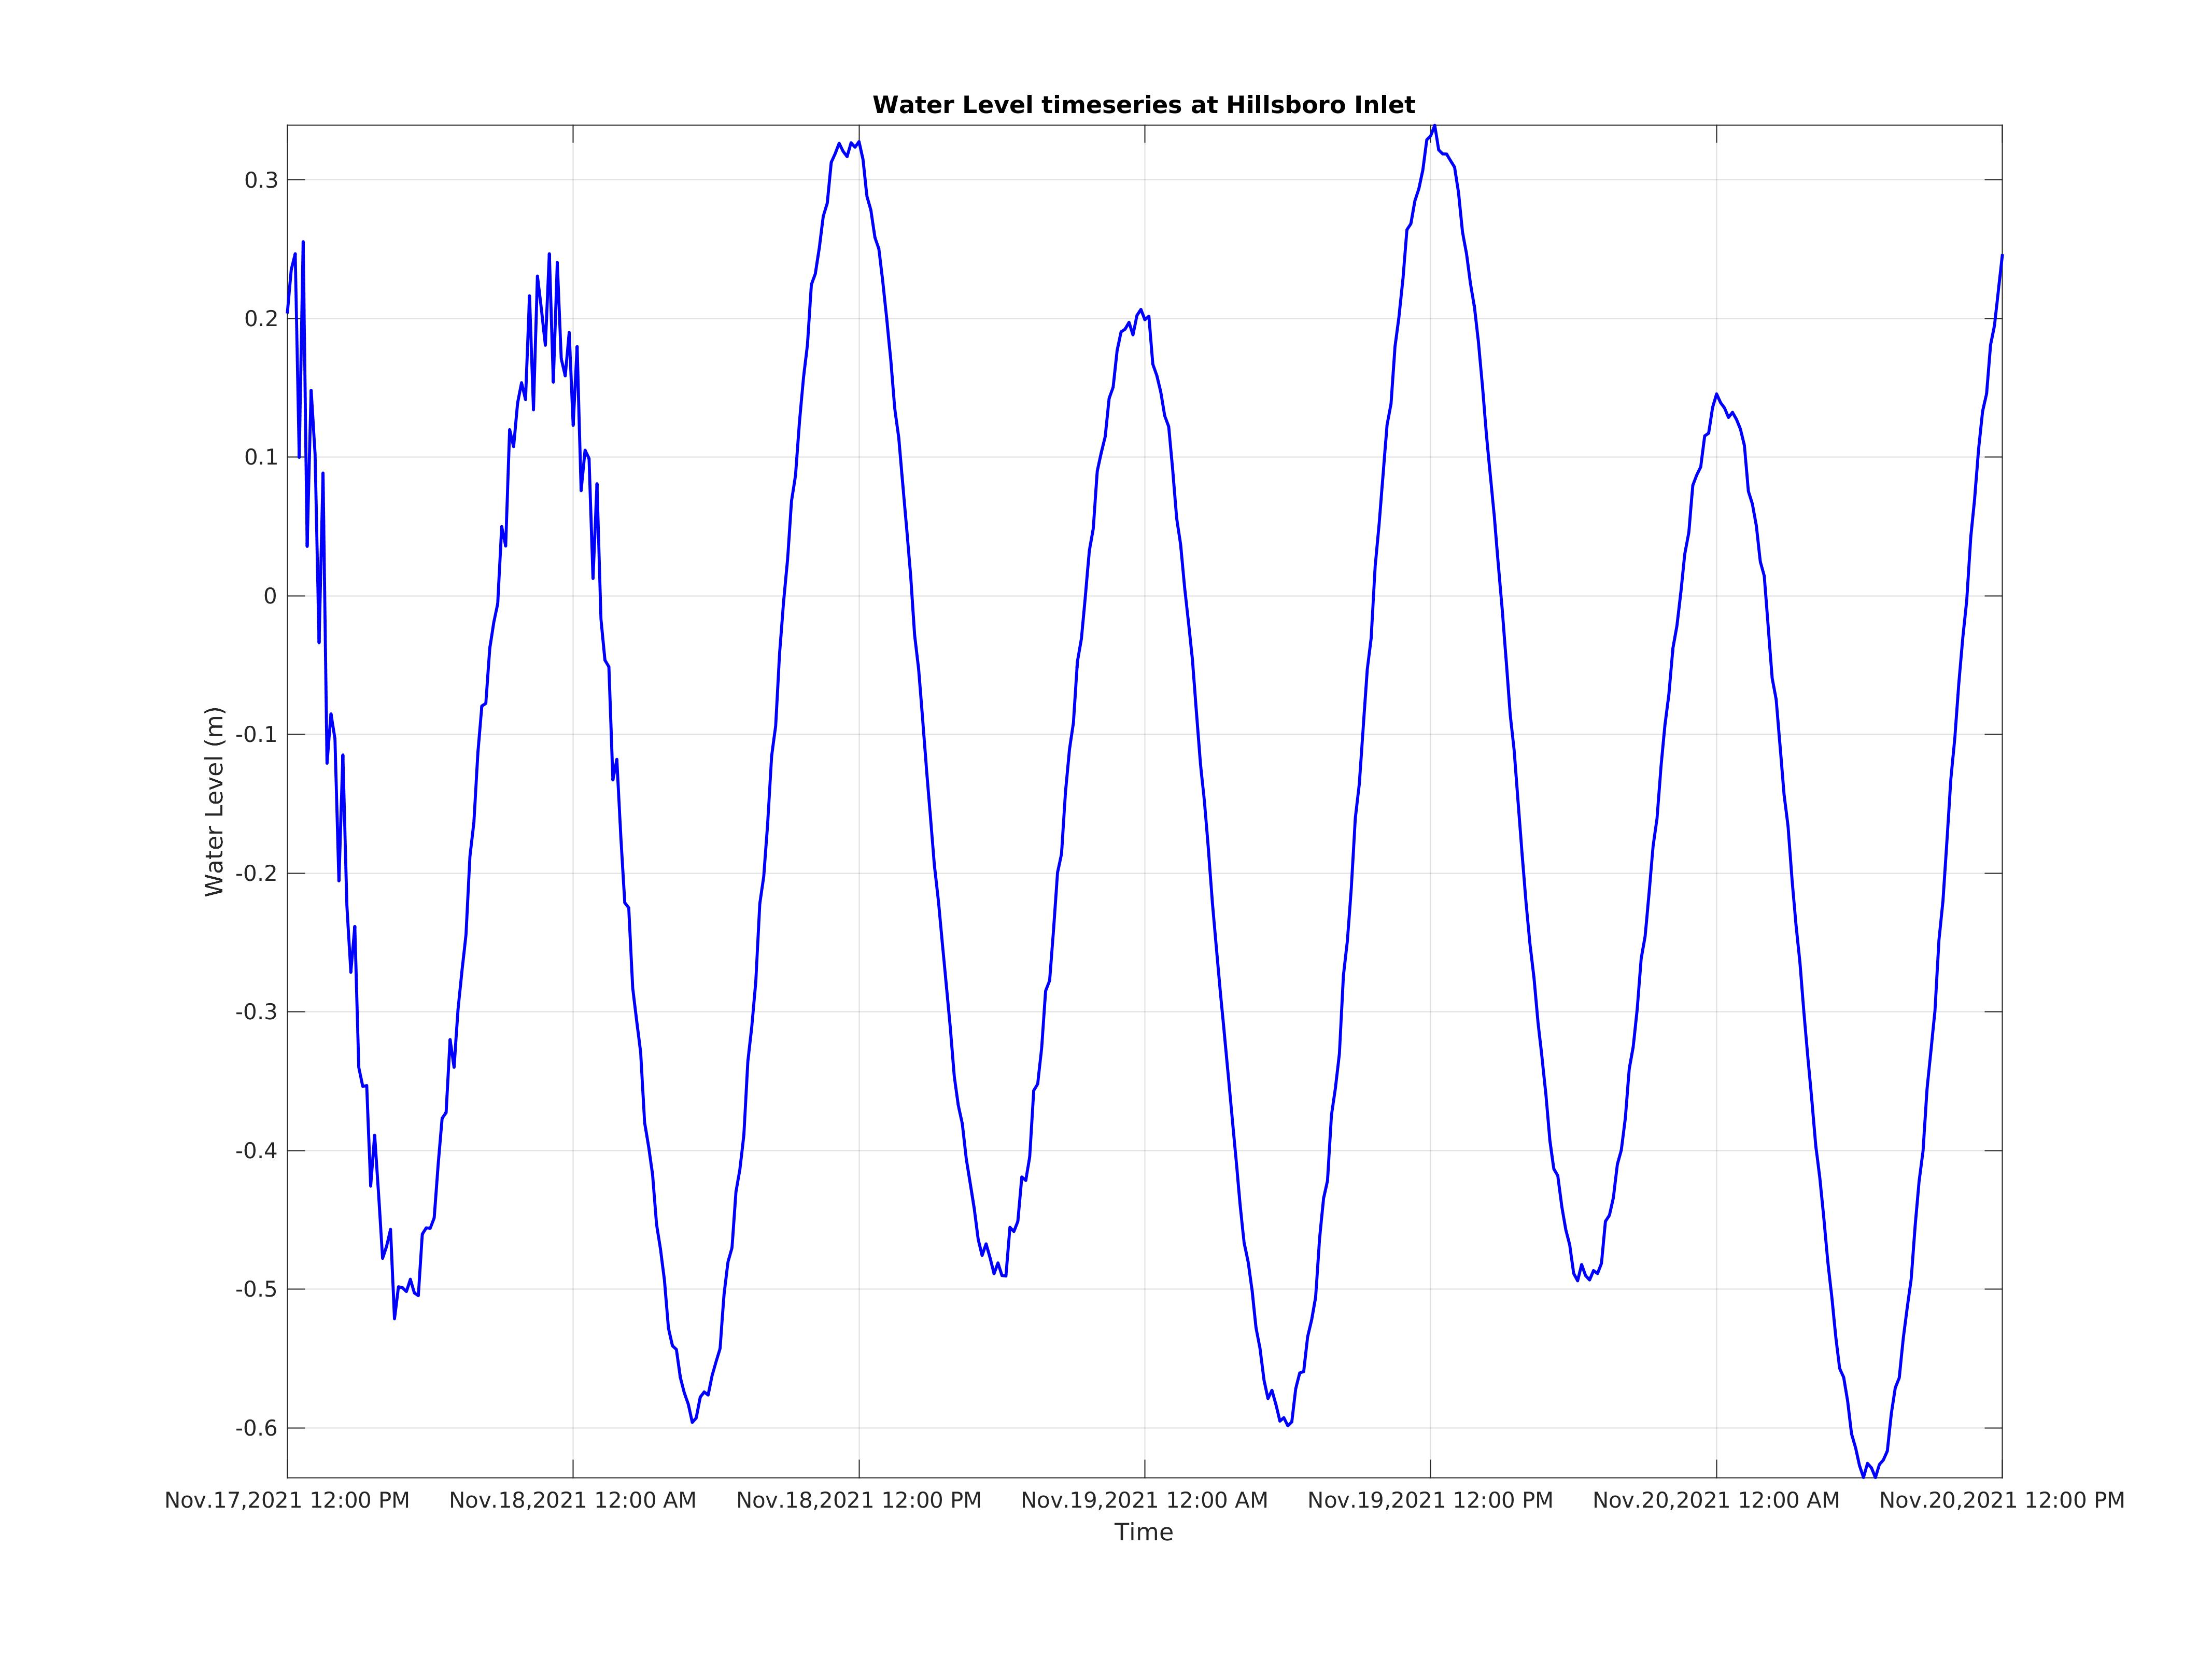 Water Level timeseries at Hillsboro Inlet
0.3
0.2
0.1
0
-0.1
-0.2
-0.3
-0.4
-0.5
-0.6
Water Level (m)
Nov.17,2021 12:00 PM Nov.18,2021 12:00 AM Nov.18,2021 12:00 PM Nov.19,2021 12:00 AM Nov.19,2021 12:00 PM Nov.20,2021 12:00 AM Nov.20,2021 12:00 PM
Time